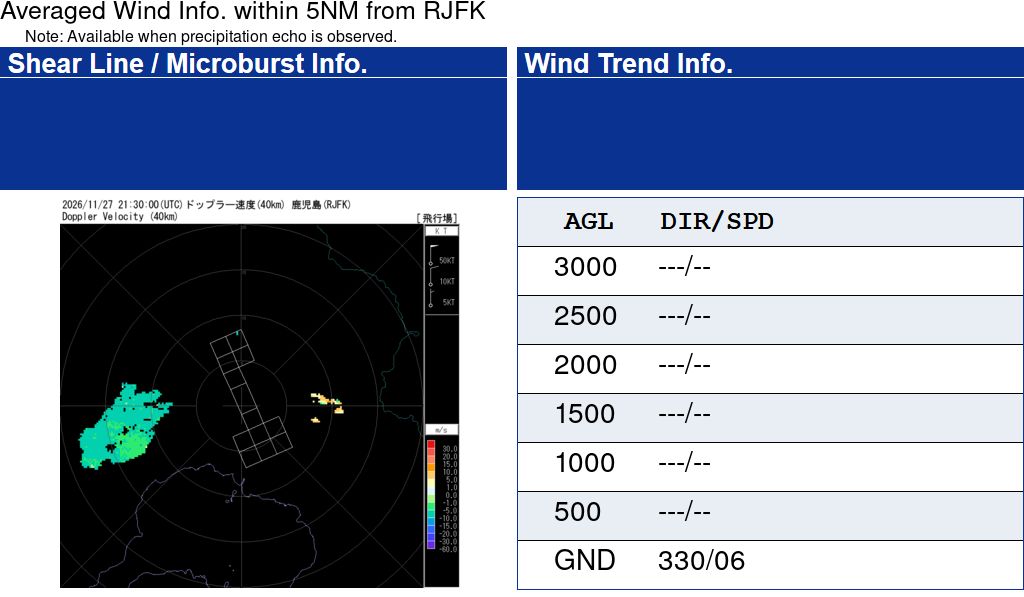 Averaged Wind Info. within 5NM from RJFK
Note: Available when precipitation echo is observed.
Shear Line / Microburst Info.
Wind Trend Info.
2026/11/27 21:30:00(UTC) ドップラー速度(40km) 鹿児島(RJFK)
Doppler Velocity (40km)
[飛行場]
KT
50KT
10KT
5KT
m/s
30.0
20.0
15.0
10.0
5.0
1.0
0.0
-1.0
-5.0
-10.0
-15.0
-20.0
-30.0
-60.0
AGL DIR/SPD
3000 ---/--
2500 ---/--
2000 ---/--
1500 ---/--
1000 ---/--
500 ---/--
GND 330/06